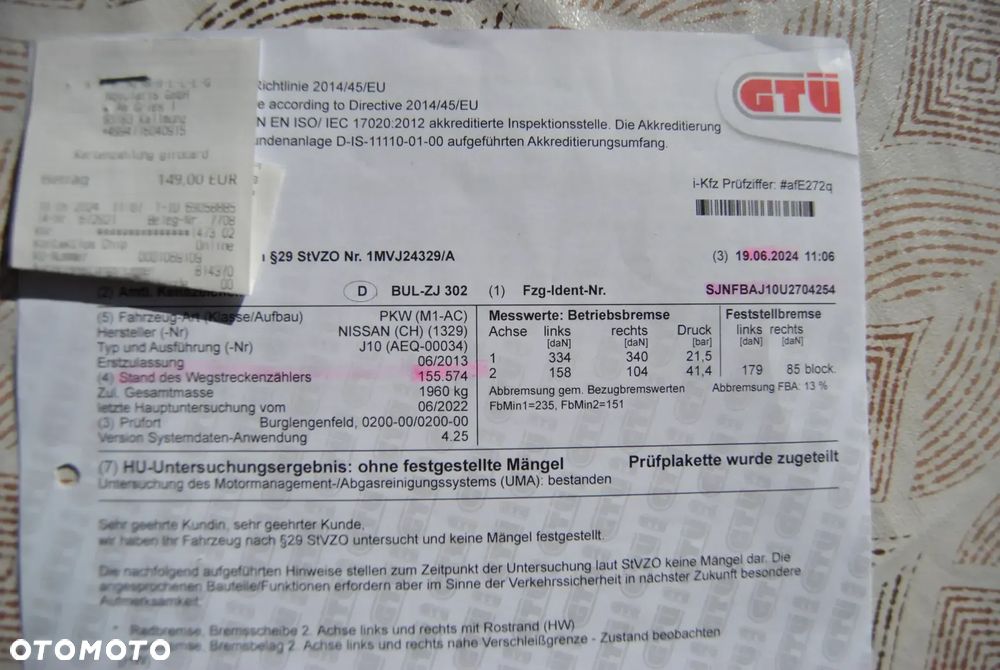 Richtlinie 2014/45/EU
e according to Directive 2014/45/EU
N EN ISO/ IEC 17020:2012 akkreditierte Inspektionsstelle. Die Akkreditierung
undenanlage D-IS-11110-01-00 aufgeführten Akkreditierungsumfang.
GTÜ
Kartenzahlung girocard
Betrag 149,00 EUR
Online
i-Kfz Prüfziffer: #afE272q
§29 StVZO Nr. 1MVJ24329/A (3) 19.06.2024 11:06
D BUL-ZJ 302 (1) Fzg-Ident-Nr. SJNFBAJ10U2704254
(5) Fahrzeug-Art (Klasse/Aufbau) PKW (M1-AC)
Hersteller (-Nr) NISSAN (CH) (1329)
Typ und Ausführung (-Nr) J10 (AEQ-00034)
Erstzulassung 06/2013
(4) Stand des Wegstreckenzählers 155.574
Zul. Gesamtmasse 1960 kg
letzte Hauptuntersuchung vom 06/2022
(3) Prüfort Burglengenfeld, 0200-00/0200-00
Version Systemdaten-Anwendung 4.25
Messwerte: Betriebsbremse Feststellbremse
Achse links rechts Druck links rechts
[daN] [daN] [bar] [daN] [daN]
1 334 340 21,5
2 158 104 41,4 179 85 block.
Abbremsung gem. Bezugbremswerten Abbremsung FBA: 13 %
FbMin1=235, FbMin2=151
(7) HU-Untersuchungsergebnis: ohne festgestellte Mängel Prüfplakette wurde zugeteilt
Untersuchung des Motormanagement-/Abgasreinigungssystems (UMA): bestanden
Sehr geehrte Kundin, sehr geehrter Kunde,
wir haben Ihr Fahrzeug nach §29 StVZO untersucht und keine Mängel festgestellt.
Die nachfolgend aufgeführten Hinweise stellen zum Zeitpunkt der Untersuchung laut StVZO keine Mängel dar. Die
angesprochenen Bauteile/Funktionen erfordern aber im Sinne der Verkehrssicherheit in nächster Zukunft besondere
Aufmerksamkeit:
* Radbremse, Bremsscheibe 2. Achse links und rechts mit Rostrand (HW)
Bremsbelag 2. Achse links und rechts nahe Verschleißgrenze - Zustand beobachten
OTOMOTO